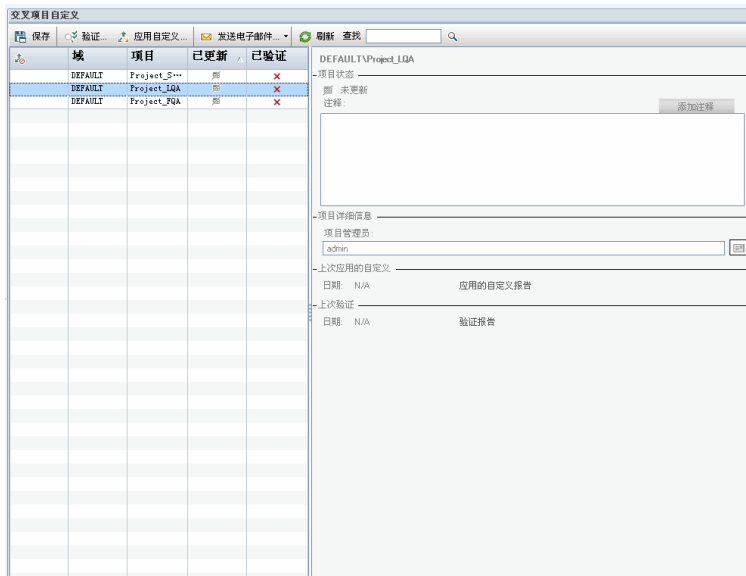 交叉项目自定义
保存 验证... 应用自定义... 发送电子邮件... 刷新 查找
域 项目 已更新 已验证
DEFAULT Project_S...
DEFAULT Project_LQA
DEFAULT Project_FQA
DEFAULT\Project_LQA
项目状态
未更新
注释:
添加注释
项目详细信息
项目管理员:
admin
上次应用的自定义
日期: N/A 应用的自定义报告
上次验证
日期: N/A 验证报告